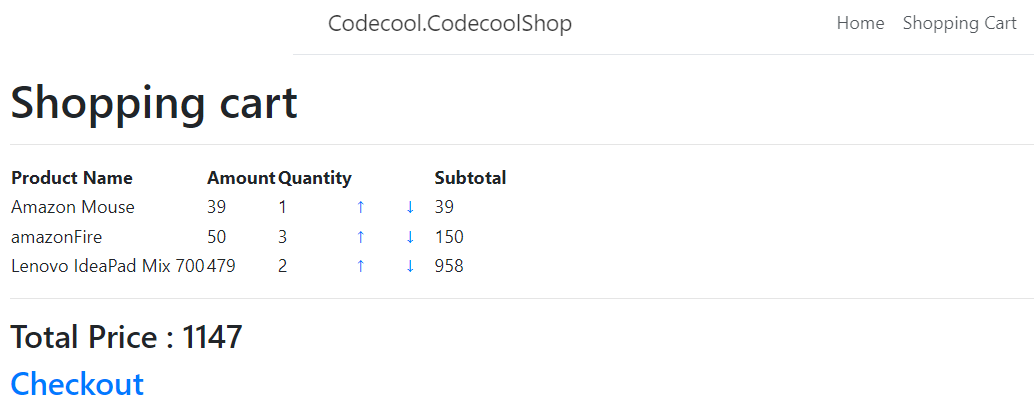 Codecool.CodecoolShop Home Shopping Cart
Shopping cart
Product Name Amount Quantity Subtotal
Amazon Mouse 39 1 ↑ ↓ 39
amazonFire 50 3 ↑ ↓ 150
Lenovo IdeaPad Mix 700 479 2 ↑ ↓ 958
Total Price : 1147
Checkout